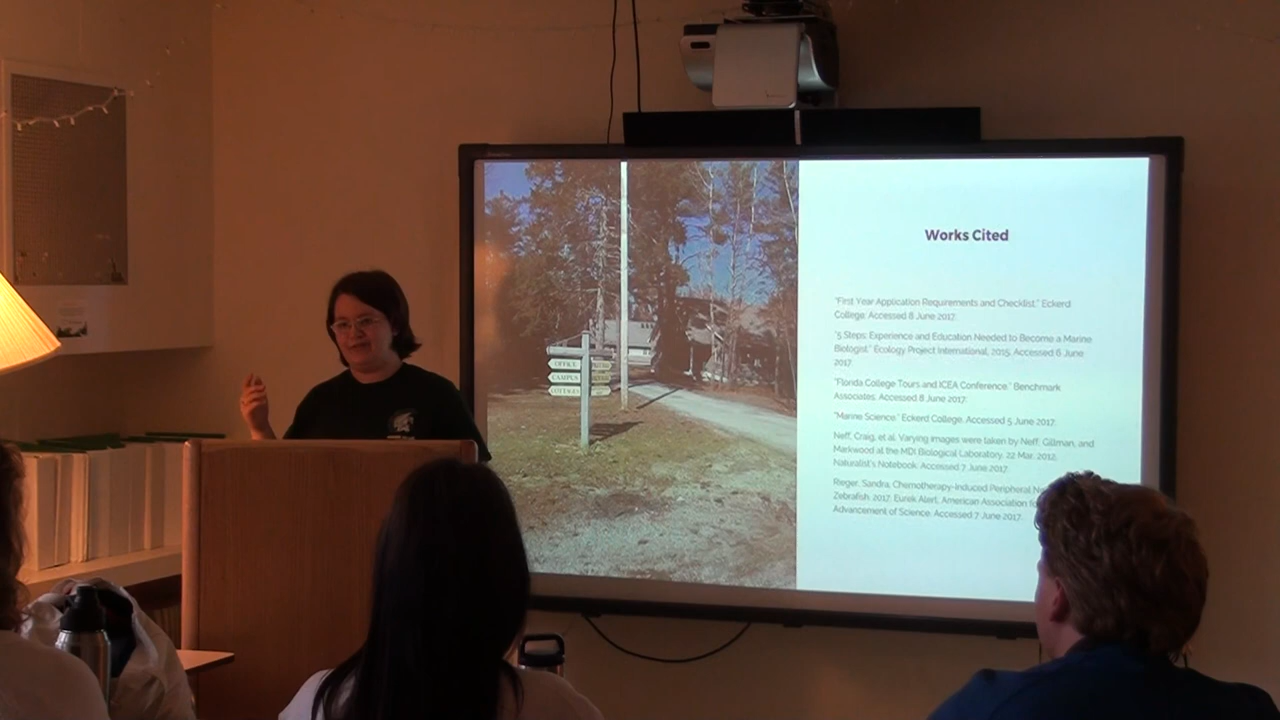 Works Cited
"First Year Application Requirements and Checklist." Eckerd
College. Accessed 8 June 2017.
"5 Steps: Experience and Education Needed to Become a Marine
Biologist." Ecology Project International, 2015. Accessed 6 June
2017.
"Florida College Tours and ICEA Conference." Benchmark
Associates. Accessed 8 June 2017.
"Marine Science." Eckerd College. Accessed 5 June 2017.
Neff, Craig, et al. Varying images were taken by Neff, Gillman, and
Markwood at the MDI Biological Laboratory. 22 Mar. 2012.
Naturalist's Notebook. Accessed 7 June 2017.
Rieger, Sandra, Chemotherapy-Induced Peripheral
Zebrafish. 2017. Eurek Alert, American Association
Advancement of Science. Accessed 7 June 2017.
OFFICE
CAMPUS
COTTAGES